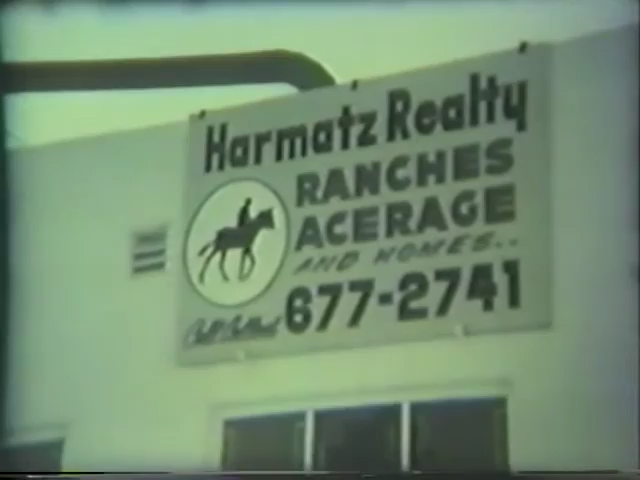 Harmatz Realty
RANCHES
ACERAGE
AND HOMES..
677-2741